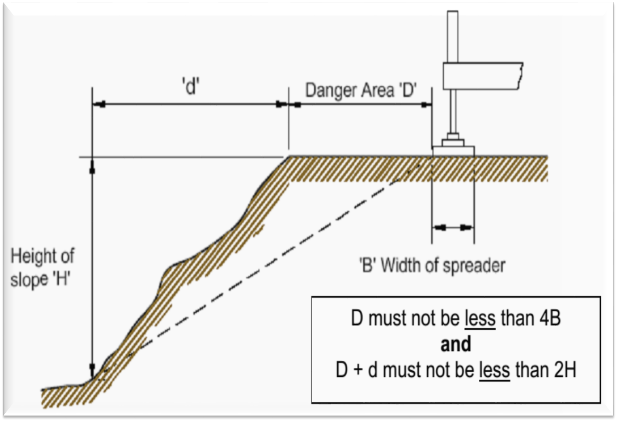 'd'
Danger Area 'D'
Height of
slope 'H'
'B' Width of spreader
D must not be less than 4B
and
D + d must not be less than 2H